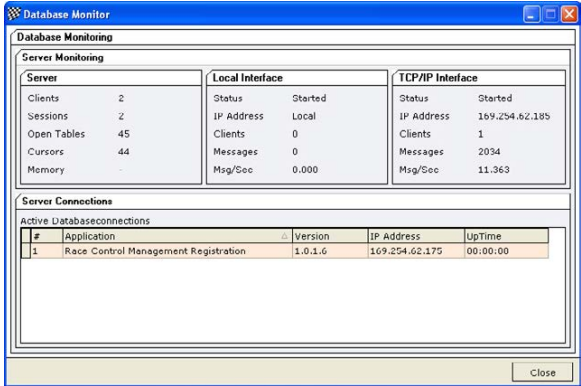 Database Monitor
Database Monitoring
Server Monitoring
Server
Clients 2
Sessions 2
Open Tables 45
Cursors 44
Memory -
Local Interface
Status Started
IP Address Local
Clients 0
Messages 0
Msg/Sec 0.000
TCP/IP Interface
Status Started
IP Address 169.254.62.185
Clients 1
Messages 2034
Msg/Sec 11.363
Server Connections
Active Databaseconnections
# Application Version IP Address UpTime
1 Race Control Management Registration 1.0.1.6 169.254.62.175 00:00:00
Close